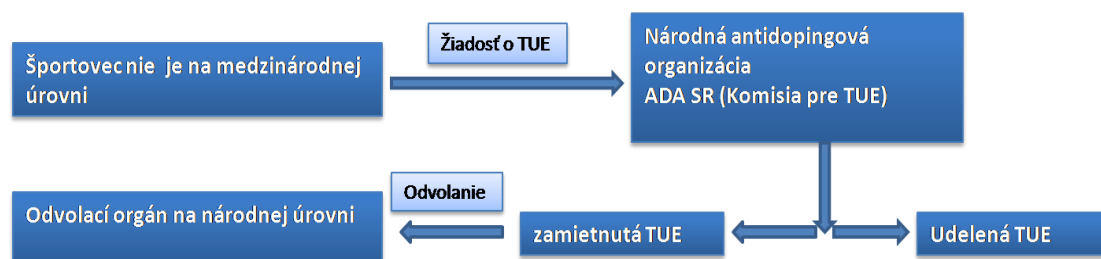 Športovec nie je na medzinárodnej
úrovni
Žiadosť o TUE
Národná antidopingová
organizácia
ADA SR (Komisia pre TUE)
Odvolací orgán na národnej úrovni
Odvolanie
zamietnutá TUE
Udelená TUE